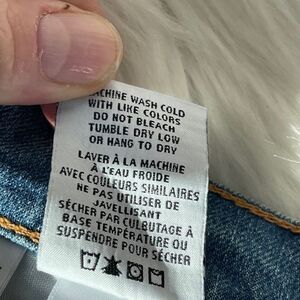 MACHINE WASH COLD
WITH LIKE COLORS
DO NOT BLEACH
TUMBLE DRY LOW
OR HANG TO DRY
LAVER À LA MACHINE
À L'EAU FROIDE
AVEC COULEURS SIMILAIRES
NE PAS UTILISER DE
JAVELLISANT
SÉCHER PAR CULBUTAGE À
BASE TEMPÉRATURE OU
SUSPENDRE POUR SÉCHER